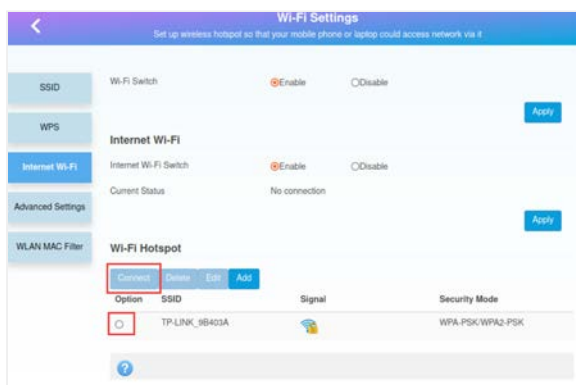 Wi-Fi Settings
Set up wireless hotspot so that your mobile phone or laptop could access network via it
SSID
WPS
Internet Wi-Fi
Advanced Settings
WLAN MAC Filter
Wi-Fi Switch Enable Disable
Apply
Internet Wi-Fi
Internet Wi-Fi Switch Enable Disable
Current Status No connection
Apply
Wi-Fi Hotspot
Connect Delete Edit Add
Option SSID Signal Security Mode
TP-LINK_9B403A WPA-PSK/WPA2-PSK
?